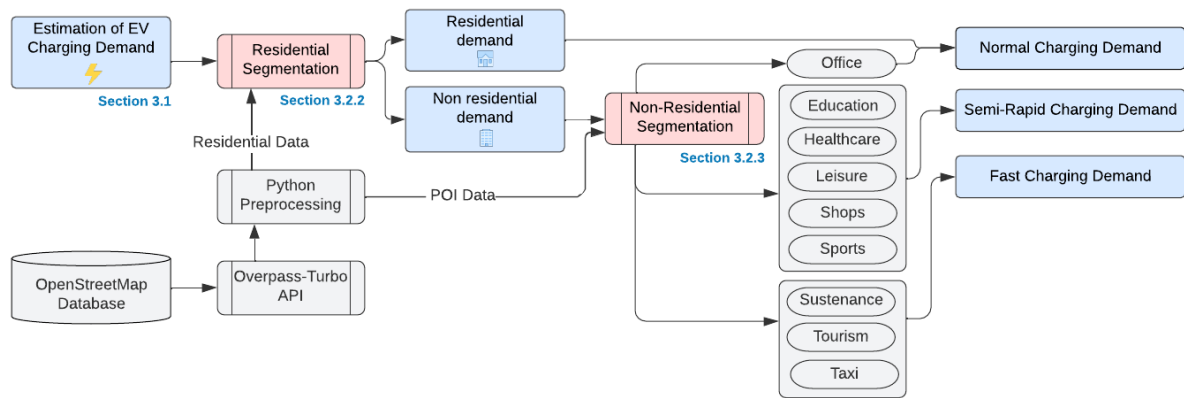 Estimation of EV
Charging Demand
Section 3.1
Residential
Segmentation
Section 3.2.2
Residential
demand
Non residential
demand
Non-Residential
Segmentation
Section 3.2.3
Office
Education
Healthcare
Leisure
Shops
Sports
Sustenance
Tourism
Taxi
Normal Charging Demand
Semi-Rapid Charging Demand
Fast Charging Demand
Residential Data
Python
Preprocessing
POI Data
OpenStreetMap
Database
Overpass-Turbo
API